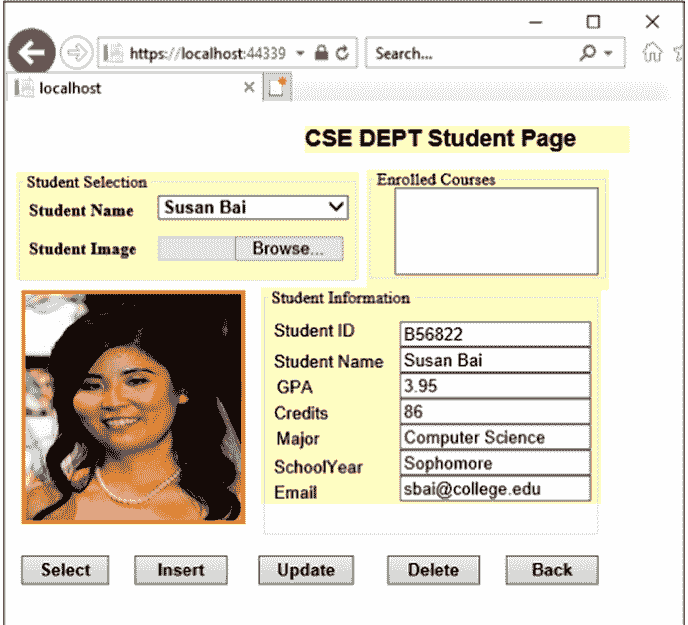 https://localhost:44339
Search...
localhost
CSE DEPT Student Page
Student Selection
Student Name Susan Bai
Student Image Browse...
Enrolled Courses
Student Information
Student ID B56822
Student Name Susan Bai
GPA 3.95
Credits 86
Major Computer Science
SchoolYear Sophomore
Email sbai@college.edu
Select Insert Update Delete Back